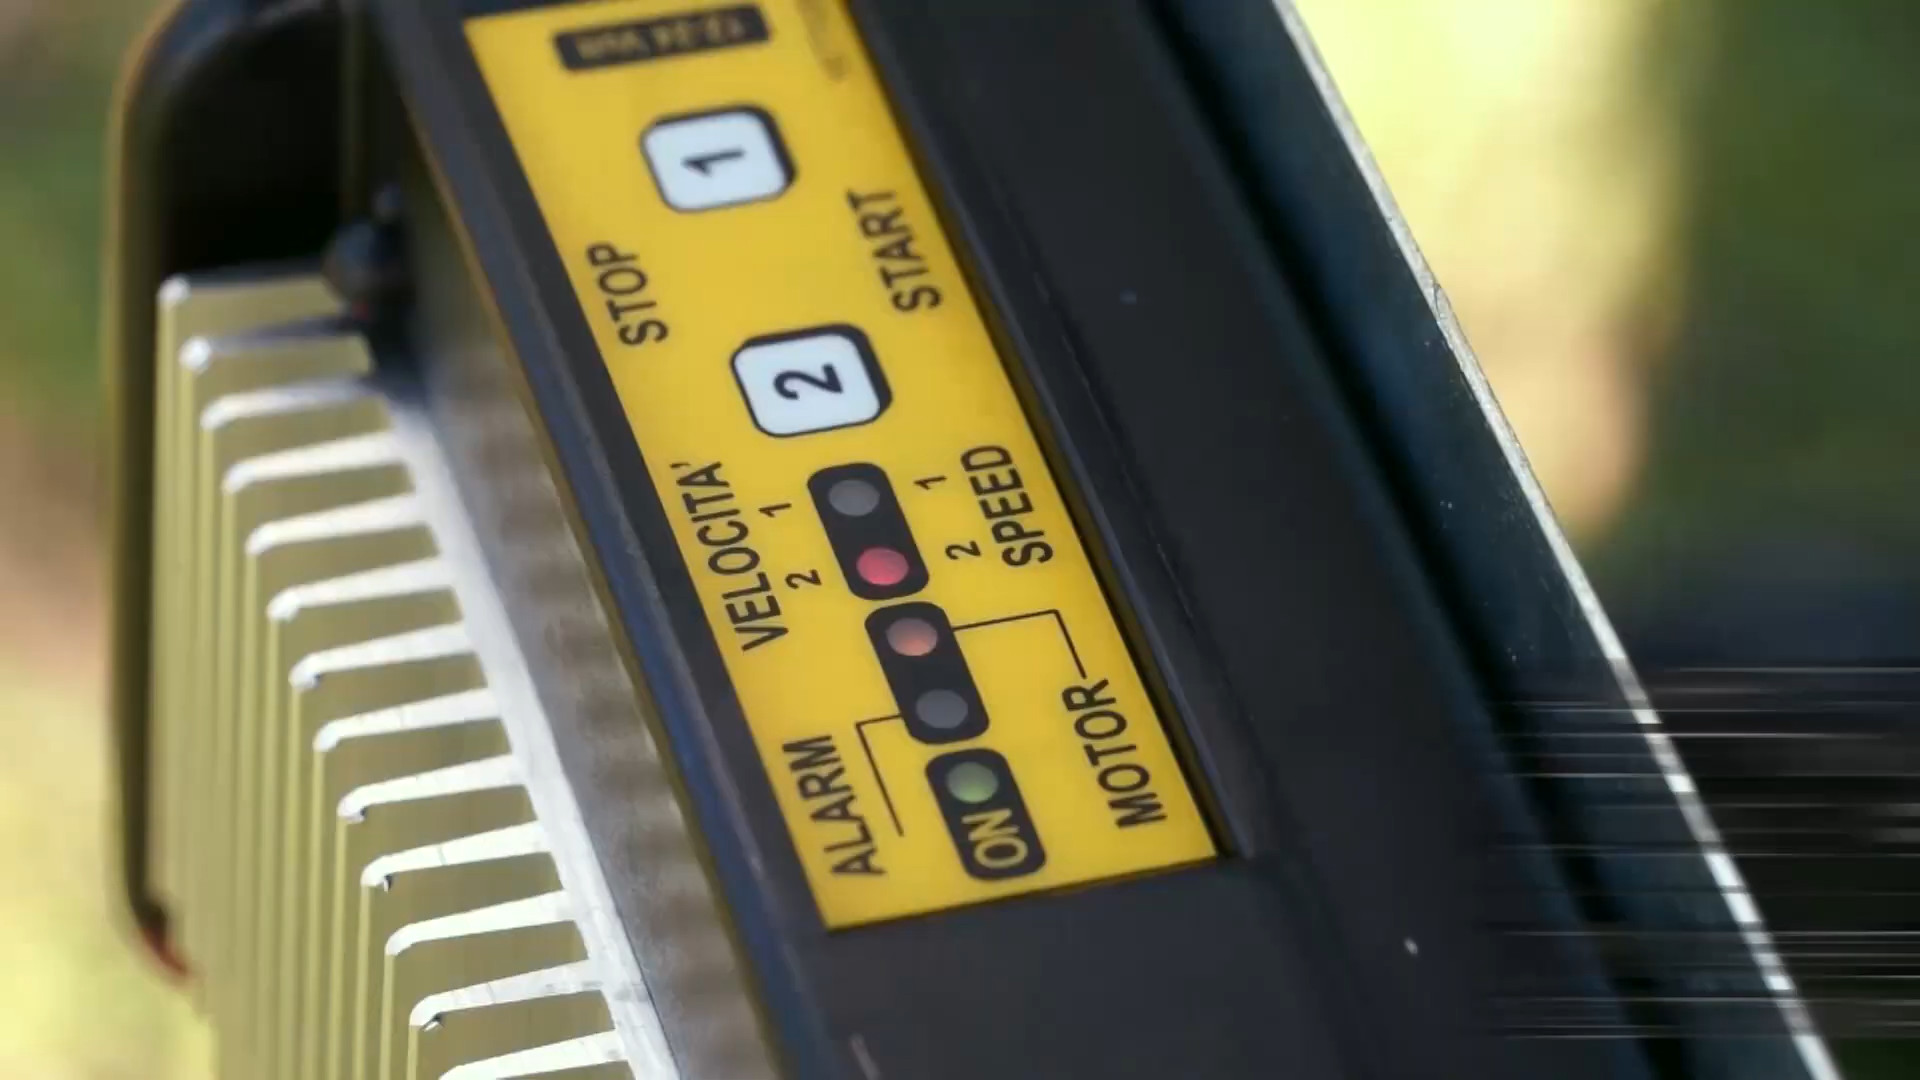 ALARM VELOCITA' STOP
2 1
ON 2 1
2 1
MOTOR SPEED START